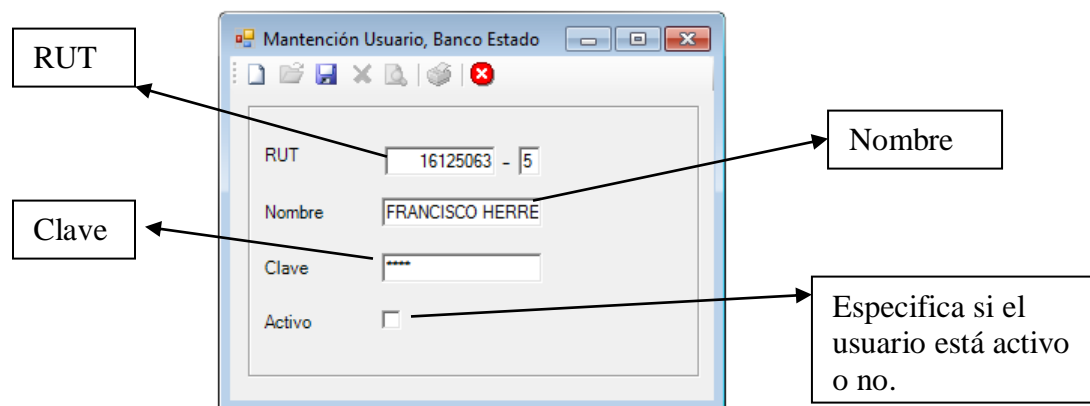 Mantención Usuario, Banco Estado
RUT
RUT
16125063 - 5
Nombre
Nombre
FRANCISCO HERRE
Clave
Clave
****
Activo
Especifica si el
usuario está activo
o no.